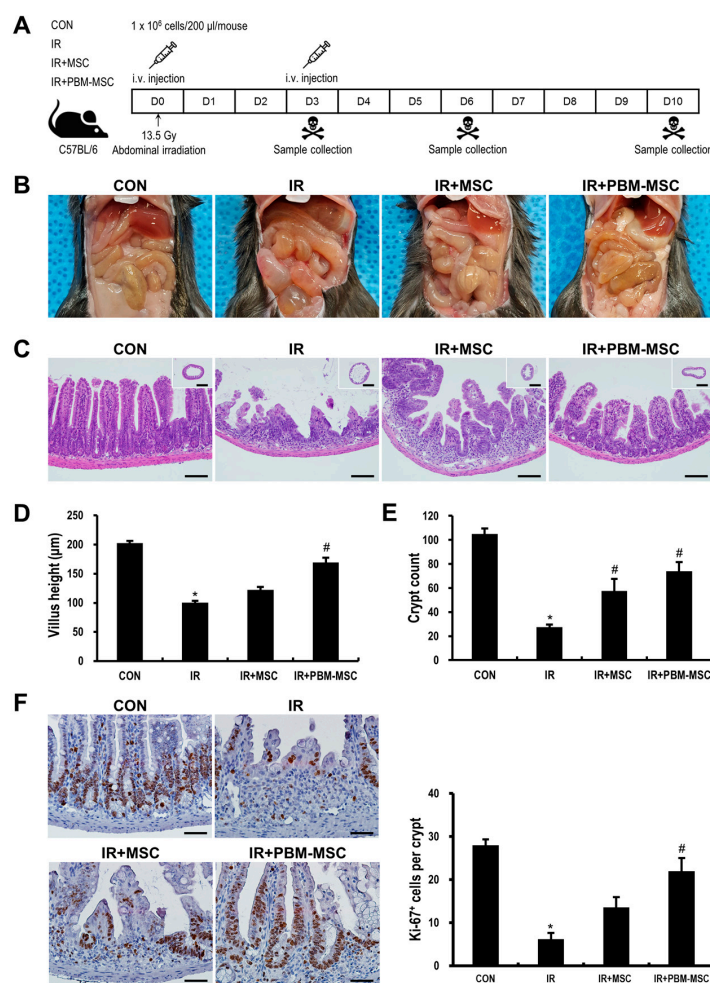 A
CON
IR
IR+MSC
IR+PBM-MSC
1 x 10⁶ cells/200 µl/mouse
i.v. injection
i.v. injection
D0 D1 D2 D3 D4 D5 D6 D7 D8 D9 D10
C57BL/6
13.5 Gy
Abdominal irradiation
Sample collection
Sample collection
Sample collection
B
CON IR IR+MSC IR+PBM-MSC
C
CON IR IR+MSC IR+PBM-MSC
D
Villus height (µm)
250
200
150
100
50
0
*
#
CON IR IR+MSC IR+PBM-MSC
E
Crypt count
120
100
80
60
40
20
0
*
#
#
CON IR IR+MSC IR+PBM-MSC
F
CON IR
IR+MSC IR+PBM-MSC
Ki-67⁺ cells per crypt
40
30
20
10
0
*
#
CON IR IR+MSC IR+PBM-MSC